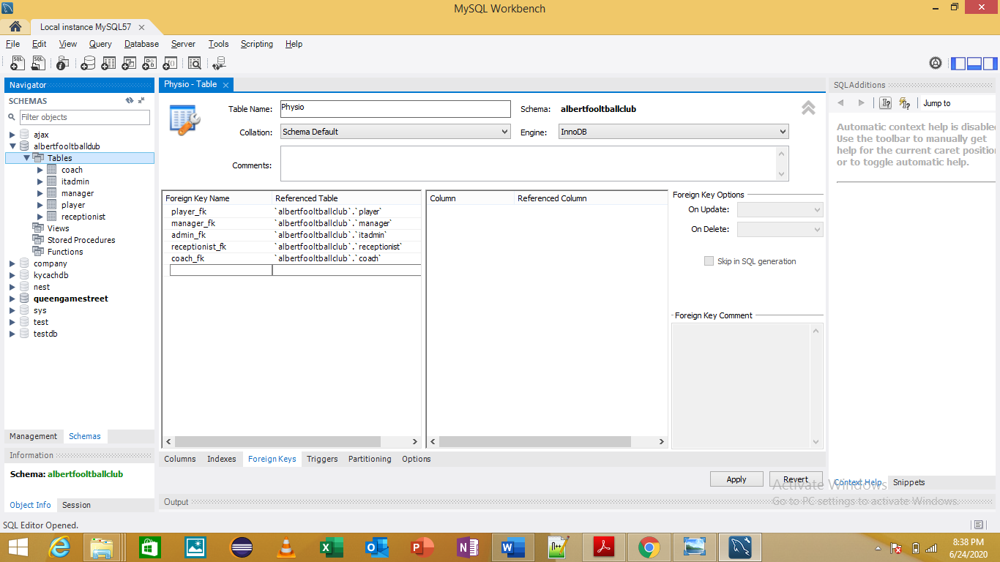 MySQL Workbench
Local instance MySQL57
File Edit View Query Database Server Tools Scripting Help
Navigator
SCHEMAS
Filter objects
ajax
albertfooltballdub
Tables
coach
itadmin
manager
player
receptionist
Views
Stored Procedures
Functions
company
kycachdb
nest
queengamestreet
sys
test
testdb
Management Schemas
Information
Schema: albertfooltballclub
Object Info Session
Physio - Table
Table Name: Physio Schema: albertfooltballclub
Collation: Schema Default Engine: InnoDB
Comments:
Foreign Key Name Referenced Table
player_fk `albertfooltballclub`.`player`
manager_fk `albertfooltballclub`.`manager`
admin_fk `albertfooltballclub`.`itadmin`
receptionist_fk `albertfooltballclub`.`receptionist`
coach_fk `albertfooltballclub`.`coach`
Column Referenced Column
Foreign Key Options
On Update:
On Delete:
Skip in SQL generation
Foreign Key Comment
Columns Indexes Foreign Keys Triggers Partitioning Options
Apply Revert
Output
SQLAdditions
Jump to
Automatic context help is disable
Use the toolbar to manually get
help for the current caret position
or to toggle automatic help.
Context Help Snippets
Activate Windows
Go to PC settings to activate Windows.
SQL Editor Opened.
8:38 PM
6/24/2020